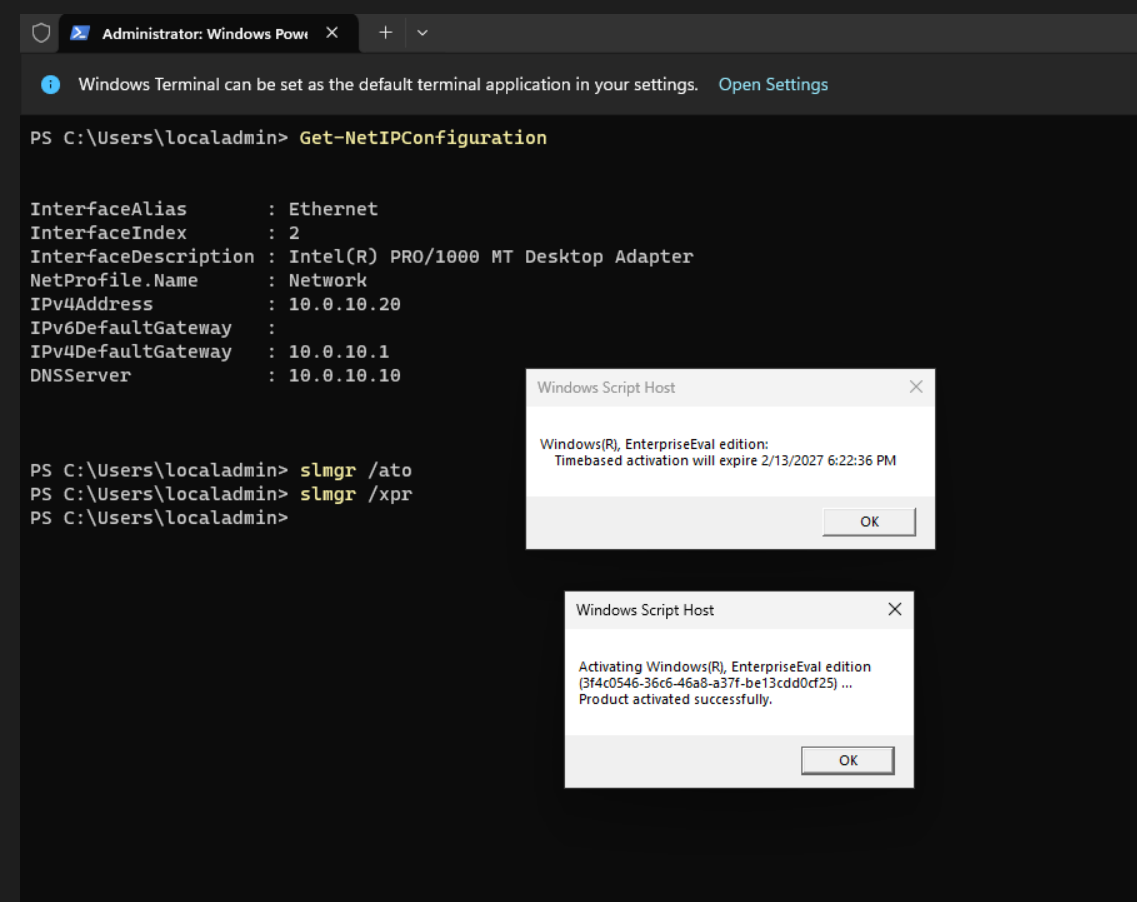 Administrator: Windows Powe
Windows Terminal can be set as the default terminal application in your settings. Open Settings
PS C:\Users\localadmin> Get-NetIPConfiguration
InterfaceAlias : Ethernet
InterfaceIndex : 2
InterfaceDescription : Intel(R) PRO/1000 MT Desktop Adapter
NetProfile.Name : Network
IPv4Address : 10.0.10.20
IPv6DefaultGateway :
IPv4DefaultGateway : 10.0.10.1
DNSServer : 10.0.10.10
PS C:\Users\localadmin> slmgr /ato
PS C:\Users\localadmin> slmgr /xpr
PS C:\Users\localadmin>
Windows Script Host
Windows(R), EnterpriseEval edition:
Timebased activation will expire 2/13/2027 6:22:36 PM
OK
Windows Script Host
Activating Windows(R), EnterpriseEval edition
(3f4c0546-36c6-46a8-a37f-be13cdd0cf25) ...
Product activated successfully.
OK